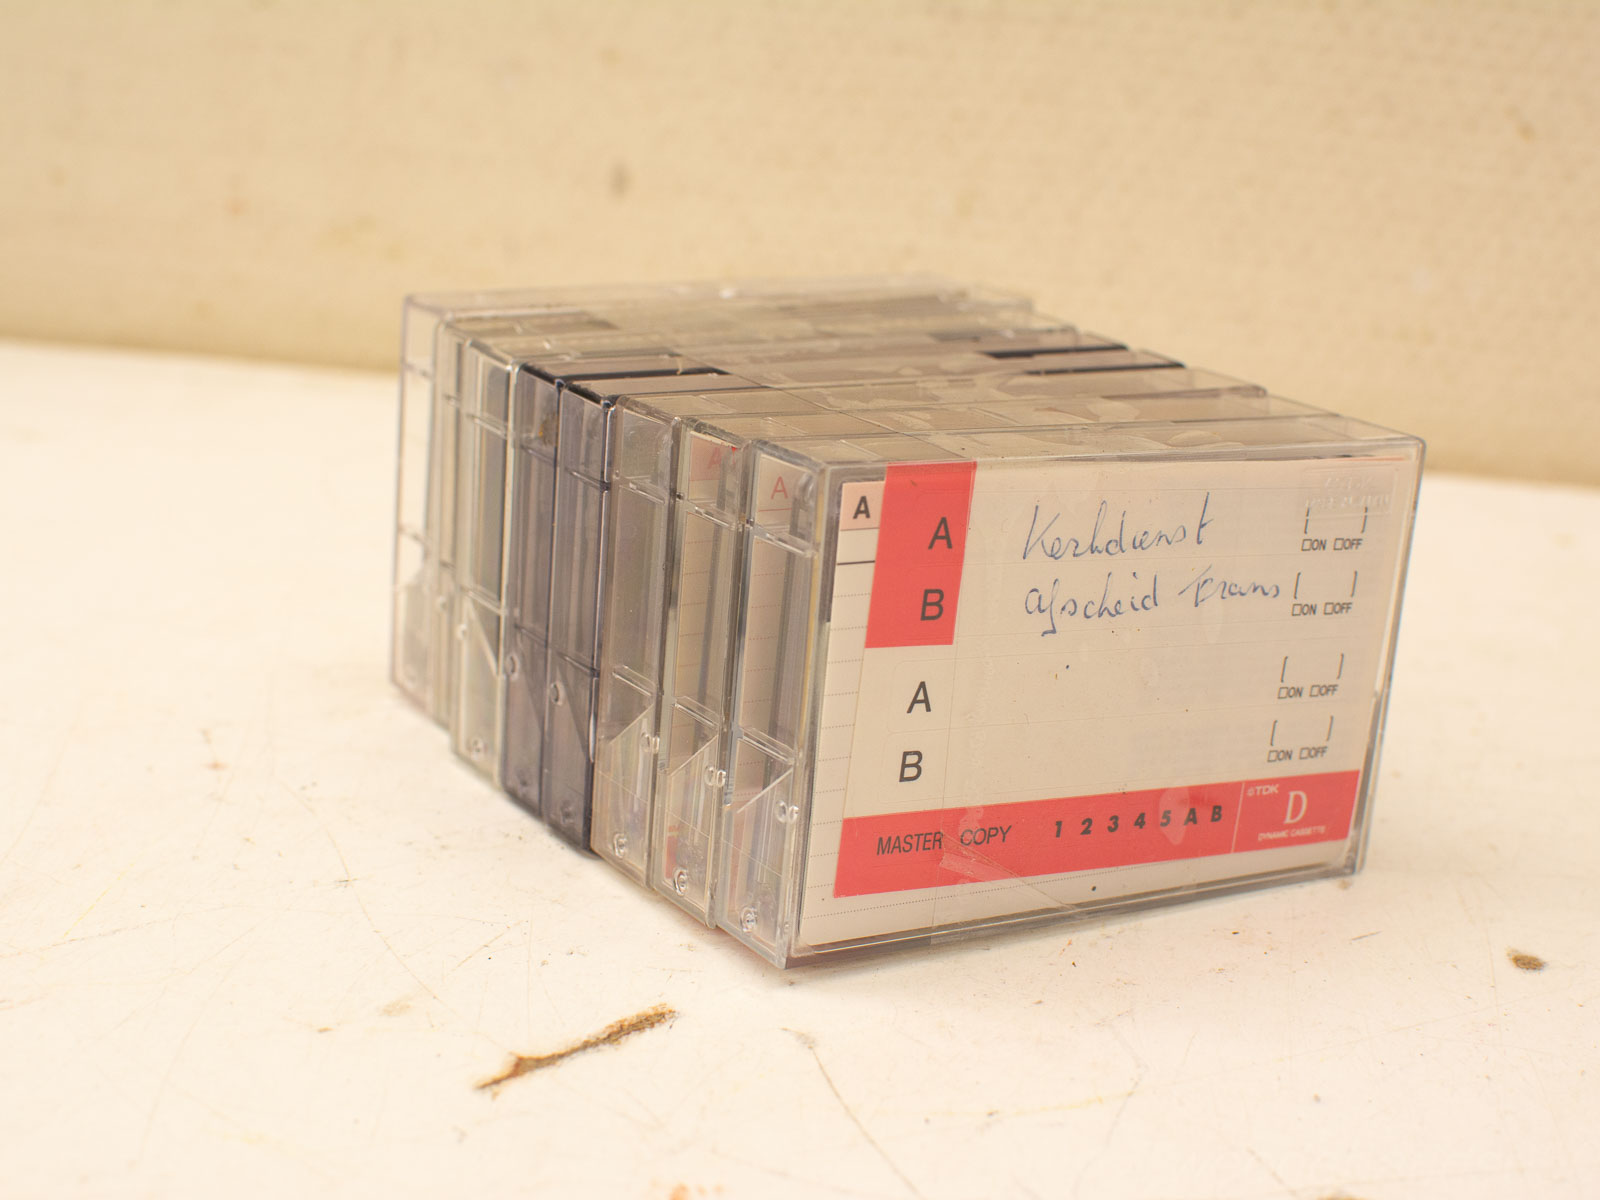 A
A
A
A Kerkdienst
B afscheid Frans
ON OFF
ON OFF
A
ON OFF
B
ON OFF
MASTER COPY 1 2 3 4 5 A B
©TDK
D
DYNAMIC CASSETTE